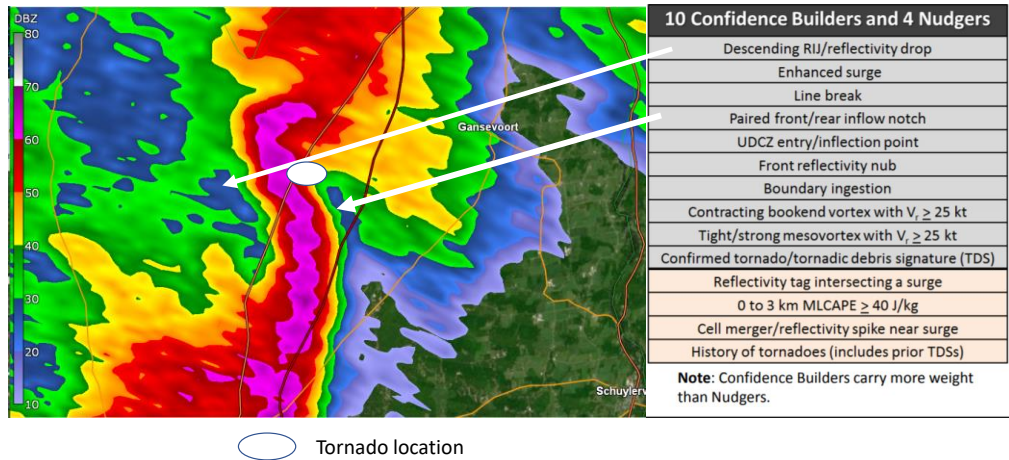 DBZ
80
70
60
50
40
30
20
10
Gansevoort
Schuylerv
10 Confidence Builders and 4 Nudgers
Descending RIJ/reflectivity drop
Enhanced surge
Line break
Paired front/rear inflow notch
UDCZ entry/inflection point
Front reflectivity nub
Boundary ingestion
Contracting bookend vortex with Vr ≥ 25 kt
Tight/strong mesovortex with Vr ≥ 25 kt
Confirmed tornado/tornadic debris signature (TDS)
Reflectivity tag intersecting a surge
0 to 3 km MLCAPE ≥ 40 J/kg
Cell merger/reflectivity spike near surge
History of tornadoes (includes prior TDSs)
Note: Confidence Builders carry more weight
than Nudgers.
Tornado location